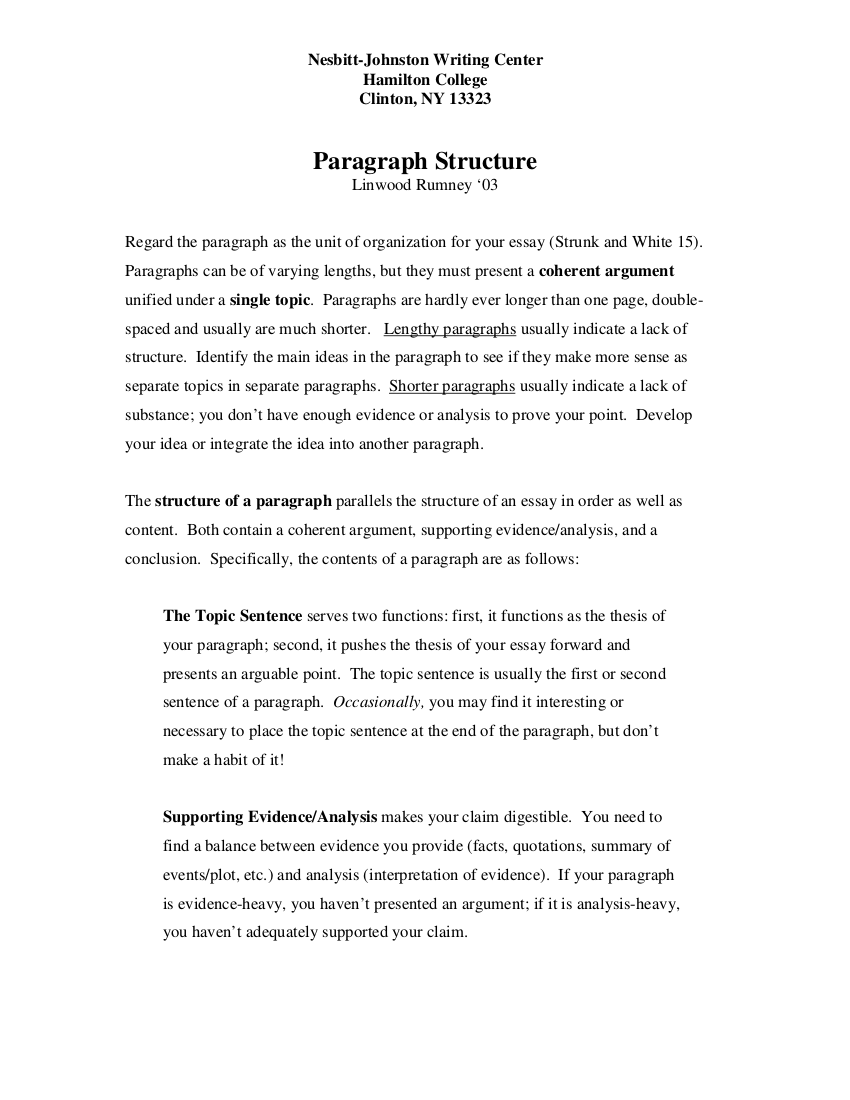 Nesbitt-Johnston Writing Center
Hamilton College
Clinton, NY 13323
Paragraph Structure
Linwood Rumney ‘03
Regard the paragraph as the unit of organization for your essay (Strunk and White 15).
Paragraphs can be of varying lengths, but they must present a coherent argument
unified under a single topic.  Paragraphs are hardly ever longer than one page, double-
spaced and usually are much shorter.   Lengthy paragraphs usually indicate a lack of
structure.  Identify the main ideas in the paragraph to see if they make more sense as
separate topics in separate paragraphs.  Shorter paragraphs usually indicate a lack of
substance; you don’t have enough evidence or analysis to prove your point.  Develop
your idea or integrate the idea into another paragraph.
The structure of a paragraph parallels the structure of an essay in order as well as
content.  Both contain a coherent argument, supporting evidence/analysis, and a
conclusion.  Specifically, the contents of a paragraph are as follows:
The Topic Sentence serves two functions: first, it functions as the thesis of
your paragraph; second, it pushes the thesis of your essay forward and
presents an arguable point.  The topic sentence is usually the first or second
sentence of a paragraph.  Occasionally, you may find it interesting or
necessary to place the topic sentence at the end of the paragraph, but don’t
make a habit of it!
Supporting Evidence/Analysis makes your claim digestible.  You need to
find a balance between evidence you provide (facts, quotations, summary of
events/plot, etc.) and analysis (interpretation of evidence).  If your paragraph
is evidence-heavy, you haven’t presented an argument; if it is analysis-heavy,
you haven’t adequately supported your claim.